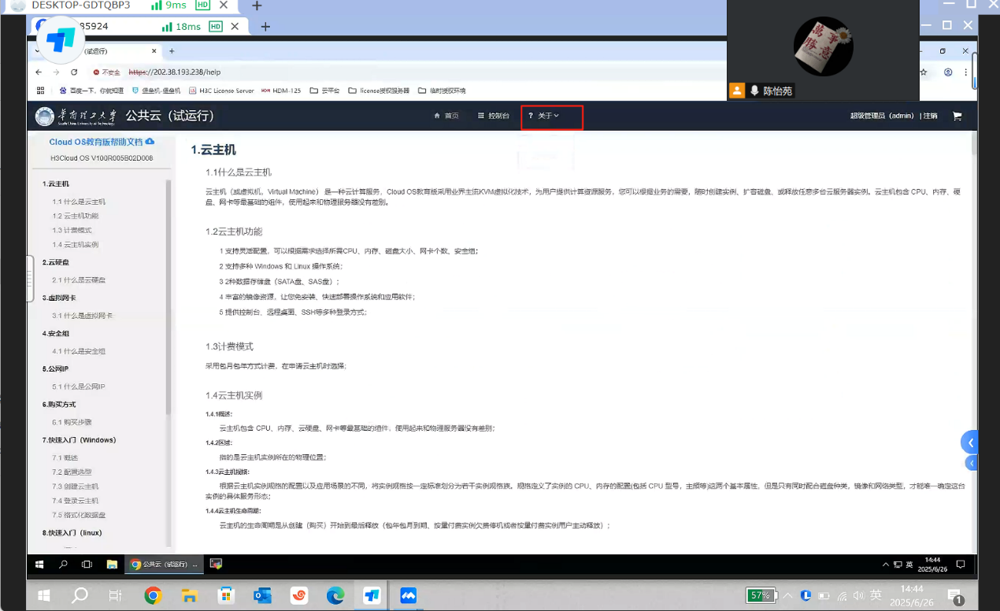 DESKTOP-GDTQBP3 9ms HD
85924 18ms HD
(试运行)
不安全 https://202.38.193.238/help
百度一下，你就知道 堡垒机-堡垒机 H3C License Server HDM HDM-125 云平台 license授权服务器 临时授权环境
陈怡苑
华南理工大学 公共云（试运行） 首页 控制台 ? 关于 超级管理员（admin） | 注销
South China University of Technology
Cloud OS教育版帮助文档
H3Cloud OS V100R005B02D008
1.云主机
1.1 什么是云主机
1.2 云主机功能
1.3 计费模式
1.4 云主机实例
2.云硬盘
2.1 什么是云硬盘
3.虚拟网卡
3.1 什么是虚拟网卡
4.安全组
4.1 什么是安全组
5.公网IP
5.1 什么是公网IP
6.购买方式
6.1 购买步骤
7.快速入门（Windows）
7.1 概述
7.2 配置选型
7.3 创建云主机
7.4 登录云主机
7.5 格式化数据盘
8.快速入门（linux）
1.云主机
1.1什么是云主机
云主机（或虚拟机，Virtual Machine） 是一种云计算服务，Cloud OS教育版采用业界主流KVM虚拟化技术，为用户提供计算资源服务，您可以根据业务的需要，随时创建实例、扩容磁盘、或释放任意多台云服务器实例。云主机包含 CPU、内存、硬
盘、网卡等最基础的组件，使用起来和物理服务器没有差别。
1.2云主机功能
1 支持灵活配置，可以根据需求选择所需CPU、内存、磁盘大小、网卡个数、安全组；
2 支持多种 Windows 和 Linux 操作系统；
3 2种数据存储盘（SATA盘、SAS盘）；
4 丰富的镜像资源，让您免安装、快速部署操作系统和应用软件；
5 提供控制台、远程桌面、SSH等多种登录方式；
1.3计费模式
采用包月包年方式计费，在申请云主机时选择；
1.4云主机实例
1.4.1概述：
云主机包含 CPU、内存、云硬盘、网卡等最基础的组件，使用起来和物理服务器没有差别；
1.4.2区域：
指的是云主机实例所在的物理位置；
1.4.3云主机规格：
根据云主机实例规格的配置以及应用场景的不同，将实例规格按一定标准划分为若干实例规格族。规格定义了实例的 CPU、内存的配置(包括 CPU 型号，主频等)这两个基本属性，但是只有同时配合磁盘种类，镜像和网络类型，才能唯一确定这台
实例的具体服务形态；
1.4.4云主机生命周期：
云主机的生命周期是从创建（购买）开始到最后释放（包年包月到期、按量付费实例欠费停机或者按量付费实例用户主动释放）；
公共云（试运行） ... 英 14:44
2025/6/26
57% 英 14:44
2025/6/26
1